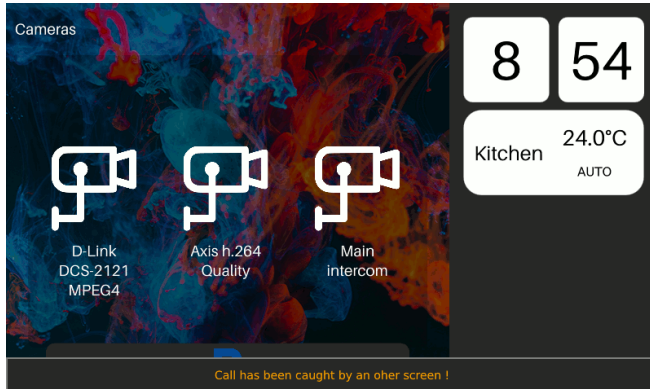 Cameras
D-Link
DCS-2121
MPEG4
Axis h.264
Quality
Main
intercom
8 54
Kitchen
24.0°C
AUTO
Call has been caught by an oher screen !